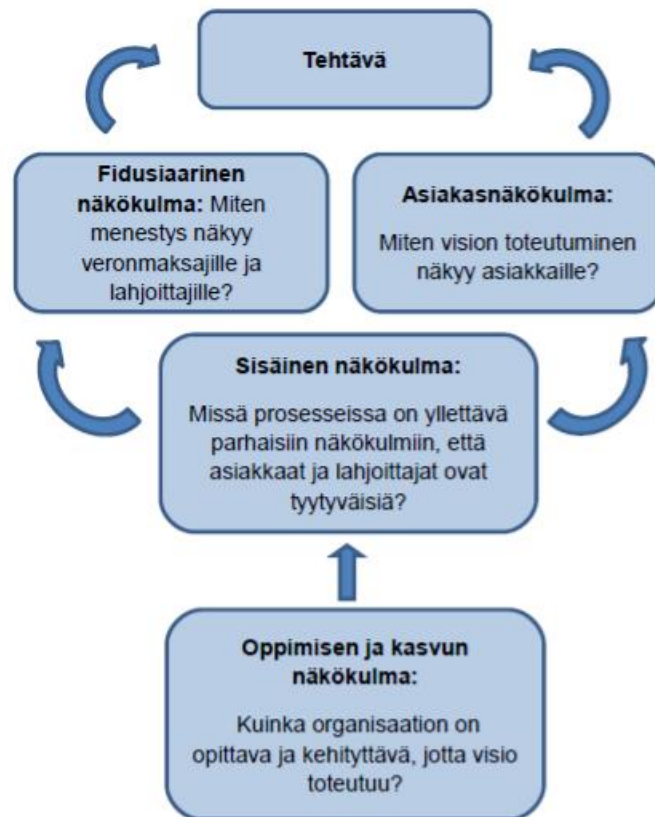 Tehtävä
Fidusiaarinen
näkökulma: Miten
menestys näkyy
veronmaksajille ja
lahjoittajille?
Asiakasnäkökulma:
Miten vision toteutuminen
näkyy asiakkaille?
Sisäinen näkökulma:
Missä prosesseissa on yllettävä
parhaisiin näkökulmiin, että
asiakkaat ja lahjoittajat ovat
tyytyväisiä?
Oppimisen ja kasvun
näkökulma:
Kuinka organisaation on
opittava ja kehityttävä, jotta visio
toteutuu?